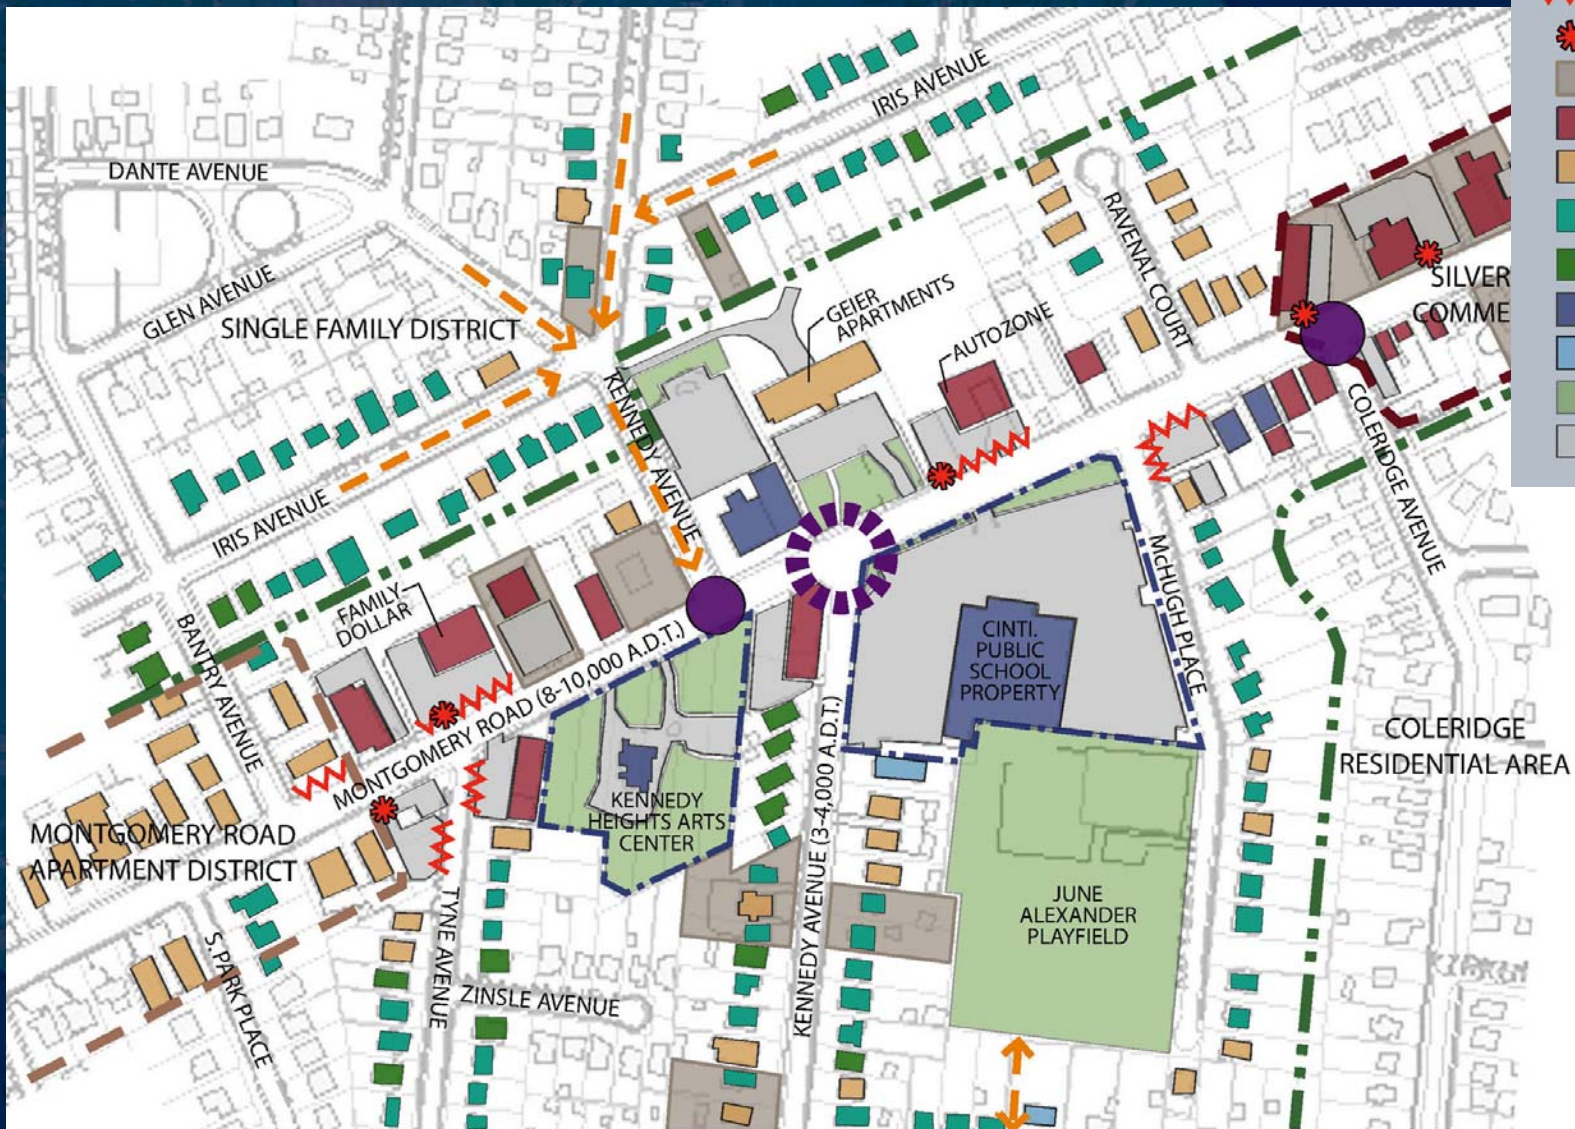 IRIS AVENUE
DANTE AVENUE
RAVENAL COURT
GLEN AVENUE
SINGLE FAMILY DISTRICT
GEIER
APARTMENTS
AUTOZONE
SILVER
COMME
KENNEDY AVENUE
COLERIDGE AVENUE
IRIS AVENUE
FAMILY
DOLLAR
BANTRY AVENUE
MONTGOMERY ROAD (8-10,000 A.D.T.)
CINTI.
PUBLIC
SCHOOL
PROPERTY
McHUGH PLACE
COLERIDGE
RESIDENTIAL AREA
KENNEDY
HEIGHTS ARTS
CENTER
KENNEDY AVENUE (3-4,000 A.D.T.)
MONTGOMERY ROAD
APARTMENT DISTRICT
JUNE
ALEXANDER
PLAYFIELD
TYNE AVENUE
S. PARK PLACE
ZINSLE AVENUE